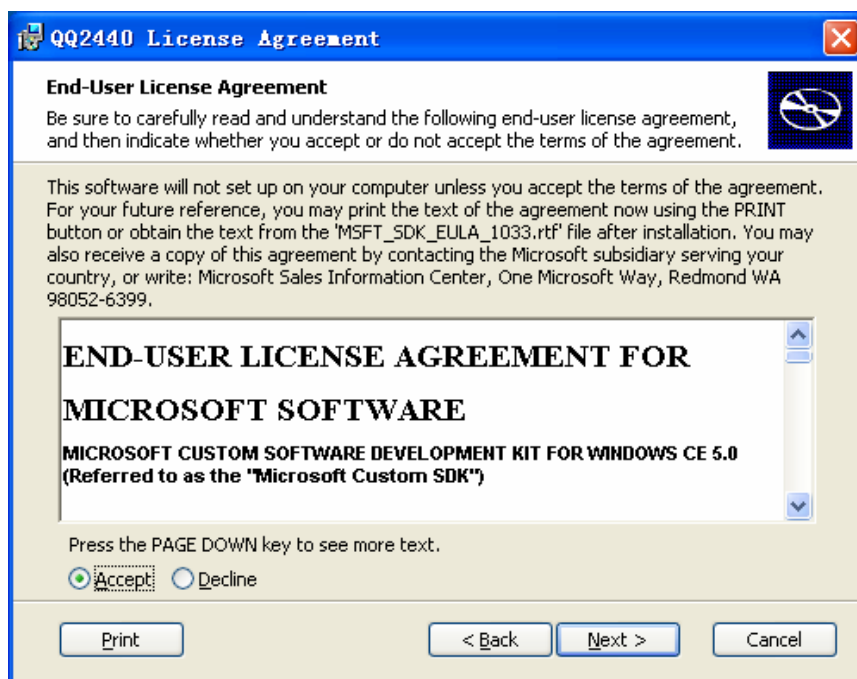 QQ2440 License Agreement
End-User License Agreement
Be sure to carefully read and understand the following end-user license agreement,
and then indicate whether you accept or do not accept the terms of the agreement.
This software will not set up on your computer unless you accept the terms of the agreement.
For your future reference, you may print the text of the agreement now using the PRINT
button or obtain the text from the 'MSFT_SDK_EULA_1033.rtf' file after installation. You may
also receive a copy of this agreement by contacting the Microsoft subsidiary serving your
country, or write: Microsoft Sales Information Center, One Microsoft Way, Redmond WA
98052-6399.
END-USER LICENSE AGREEMENT FOR
MICROSOFT SOFTWARE
MICROSOFT CUSTOM SOFTWARE DEVELOPMENT KIT FOR WINDOWS CE 5.0
(Referred to as the "Microsoft Custom SDK")
Press the PAGE DOWN key to see more text.
Accept Decline
Print < Back Next > Cancel